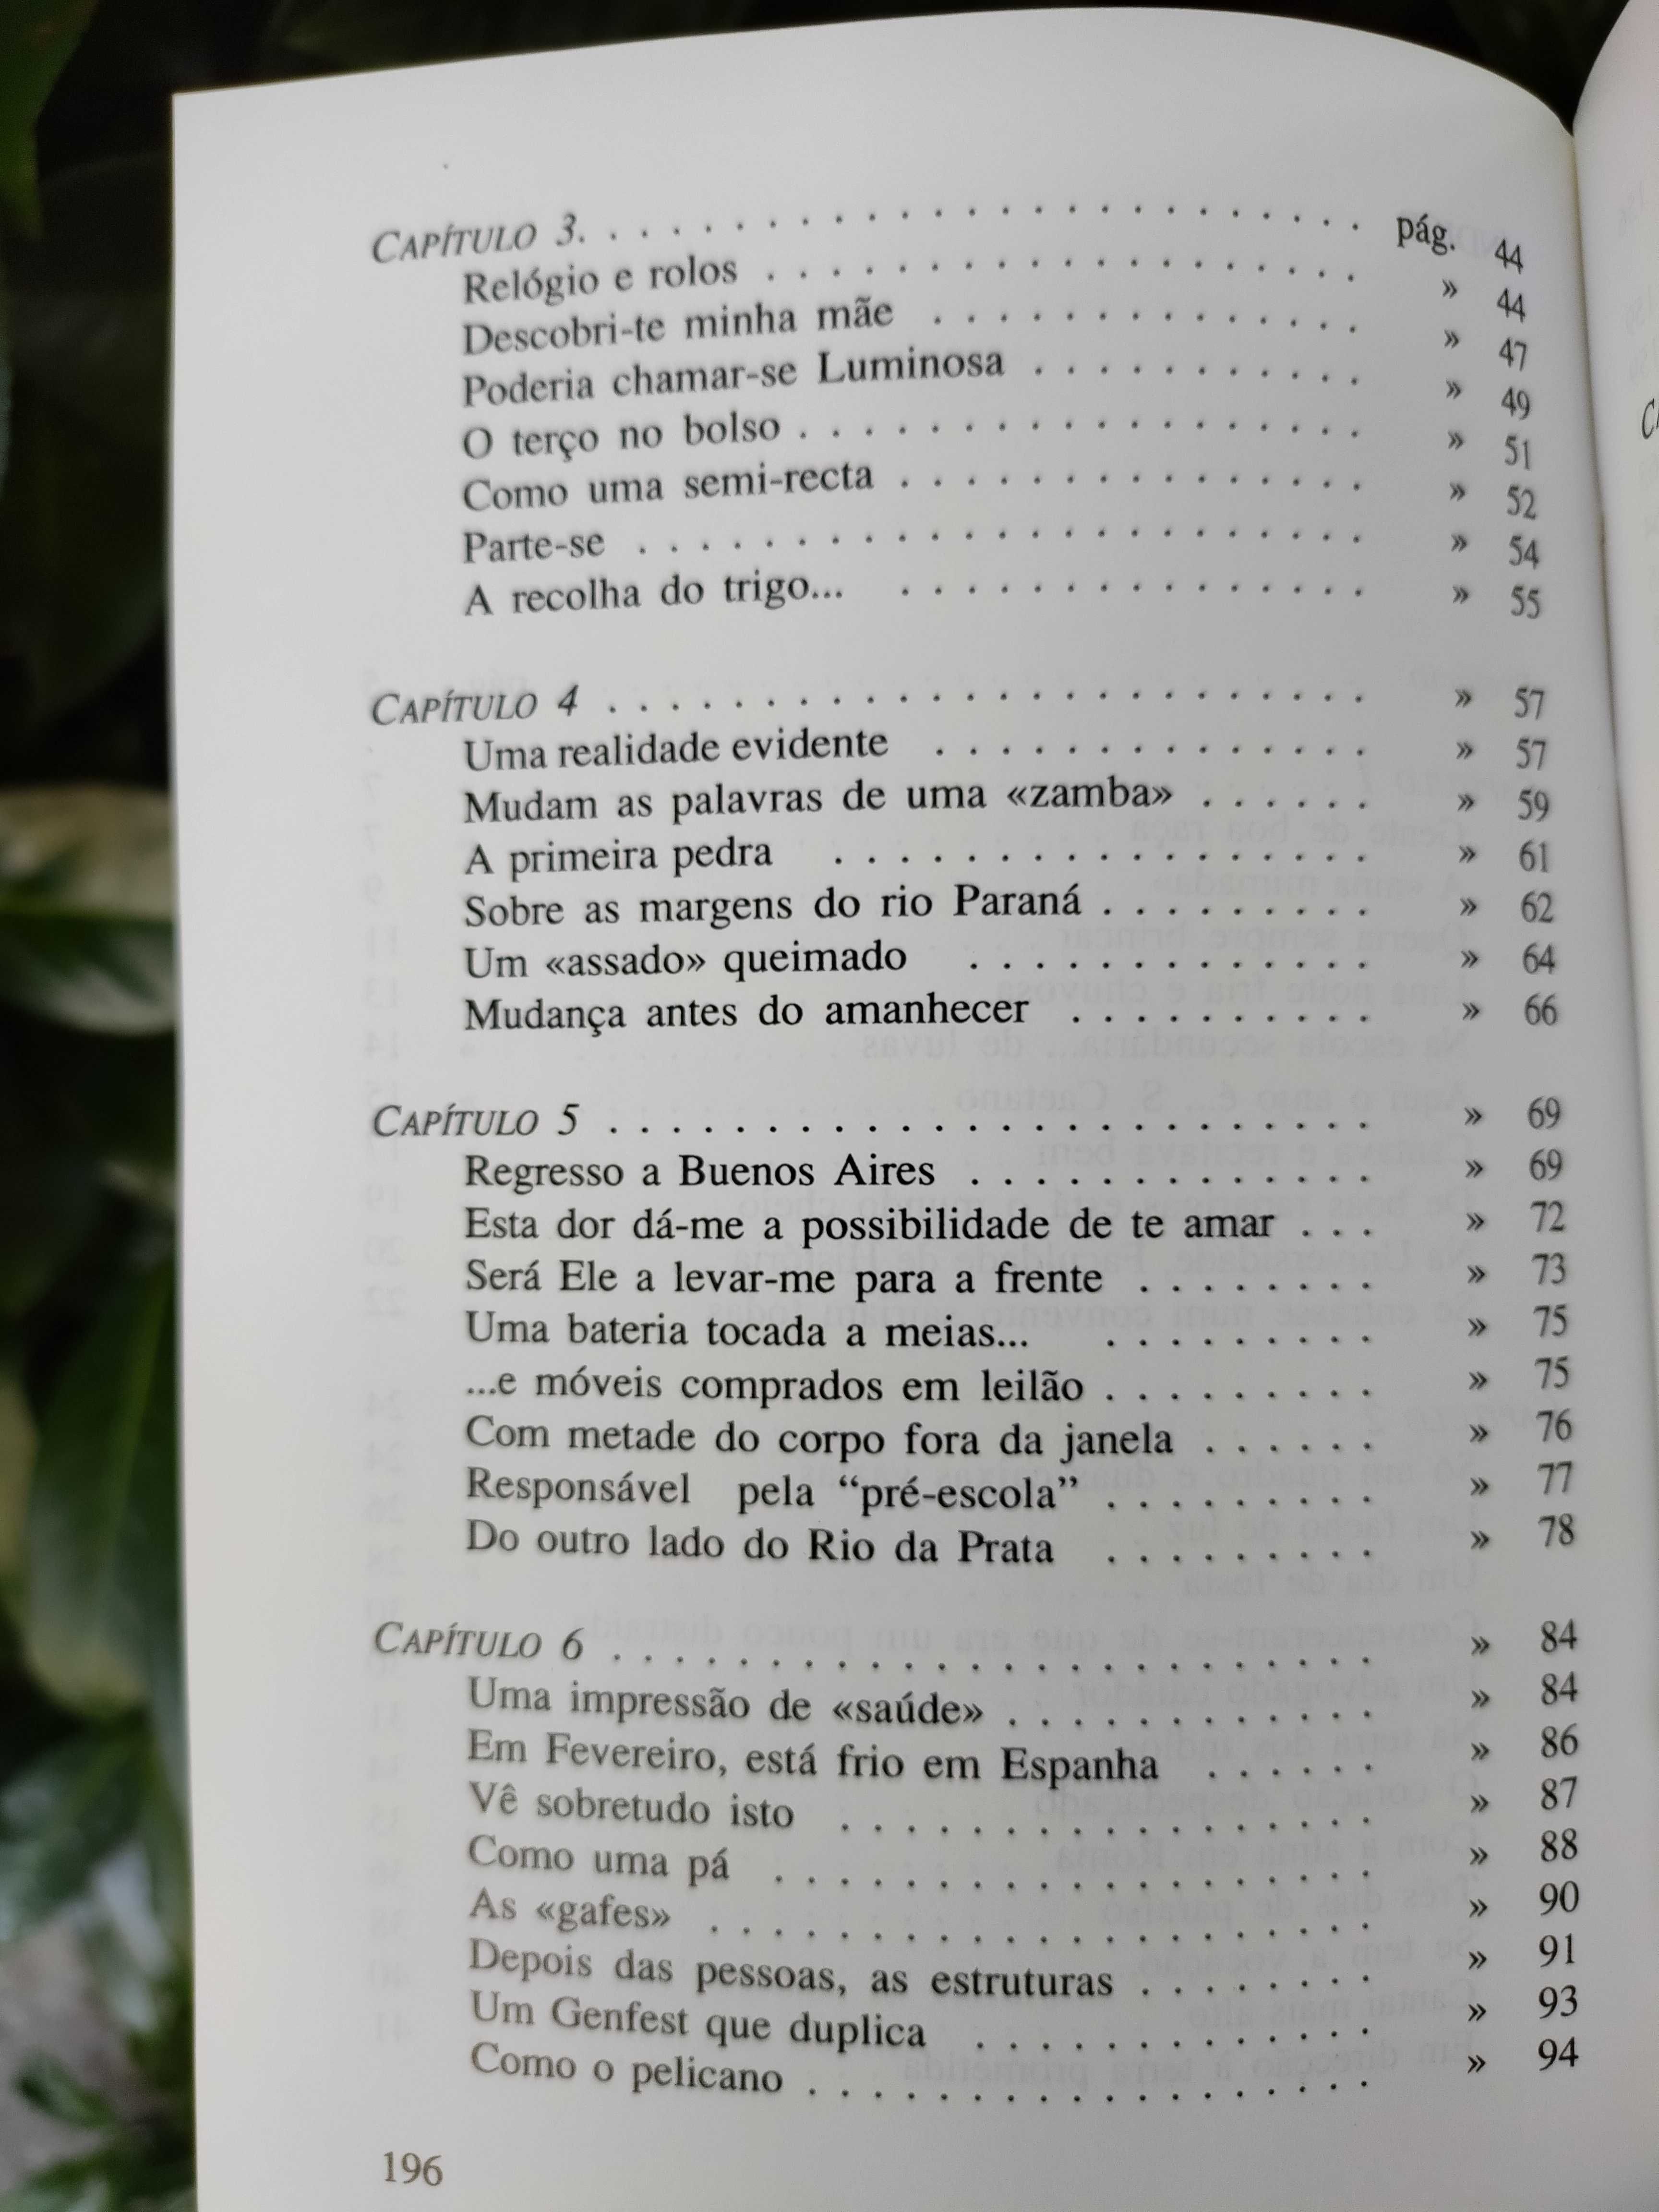 CAPÍTULO 3. . . . . . . . . . . . . . . . . . . . . . . . . pág. 44
Relógio e rolos . . . . . . . . . . . . . . . . . . . » 44
Descobri-te minha mãe . . . . . . . . . . . . . . » 47
Poderia chamar-se Luminosa . . . . . . . . . . . » 49
O terço no bolso . . . . . . . . . . . . . . . . . . » 51
Como uma semi-recta . . . . . . . . . . . . . . . » 52
Parte-se . . . . . . . . . . . . . . . . . . . . . . . » 54
A recolha do trigo... . . . . . . . . . . . . . . . » 55
CAPÍTULO 4 . . . . . . . . . . . . . . . . . . . . . . . . » 57
Uma realidade evidente . . . . . . . . . . . . . . » 57
Mudam as palavras de uma «zamba» . . . . . . » 59
A primeira pedra . . . . . . . . . . . . . . . . . » 61
Sobre as margens do rio Paraná . . . . . . . . . » 62
Um «assado» queimado . . . . . . . . . . . . . » 64
Mudança antes do amanhecer . . . . . . . . . . » 66
CAPÍTULO 5 . . . . . . . . . . . . . . . . . . . . . . . . » 69
Regresso a Buenos Aires . . . . . . . . . . . . . » 69
Esta dor dá-me a possibilidade de te amar . . . » 72
Será Ele a levar-me para a frente . . . . . . . . » 73
Uma bateria tocada a meias... . . . . . . . . . » 75
...e móveis comprados em leilão . . . . . . . . . » 75
Com metade do corpo fora da janela . . . . . . » 76
Responsável pela “pré-escola” . . . . . . . . . » 77
Do outro lado do Rio da Prata . . . . . . . . . » 78
CAPÍTULO 6 . . . . . . . . . . . . . . . . . . . . . . . . » 84
Uma impressão de «saúde» . . . . . . . . . . . . » 84
Em Fevereiro, está frio em Espanha . . . . . . » 86
Vê sobretudo isto . . . . . . . . . . . . . . . . . » 87
Como uma pá . . . . . . . . . . . . . . . . . . . » 88
As «gafes» . . . . . . . . . . . . . . . . . . . . . » 90
Depois das pessoas, as estruturas . . . . . . . . » 91
Um Genfest que duplica . . . . . . . . . . . . . » 93
Como o pelicano . . . . . . . . . . . . . . . . . . » 94
196